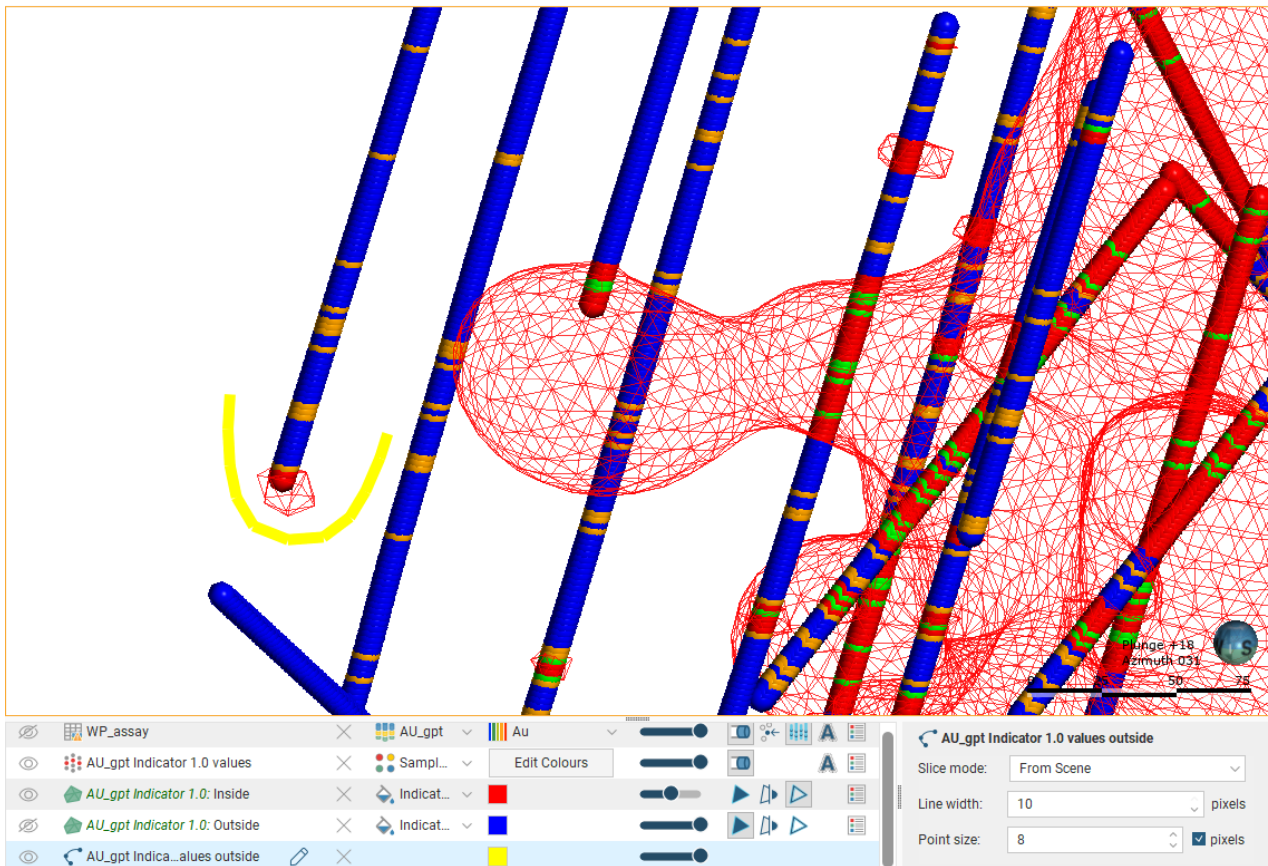 Plunge +18
Azimuth 031
50 75
WP_assay AU_gpt Au
AU_gpt Indicator 1.0 values Sampl... Edit Colours
AU_gpt Indicator 1.0: Inside Indicat...
AU_gpt Indicator 1.0: Outside Indicat...
AU_gpt Indica...alues outside
AU_gpt Indicator 1.0 values outside
Slice mode: From Scene
Line width: 10 pixels
Point size: 8 pixels